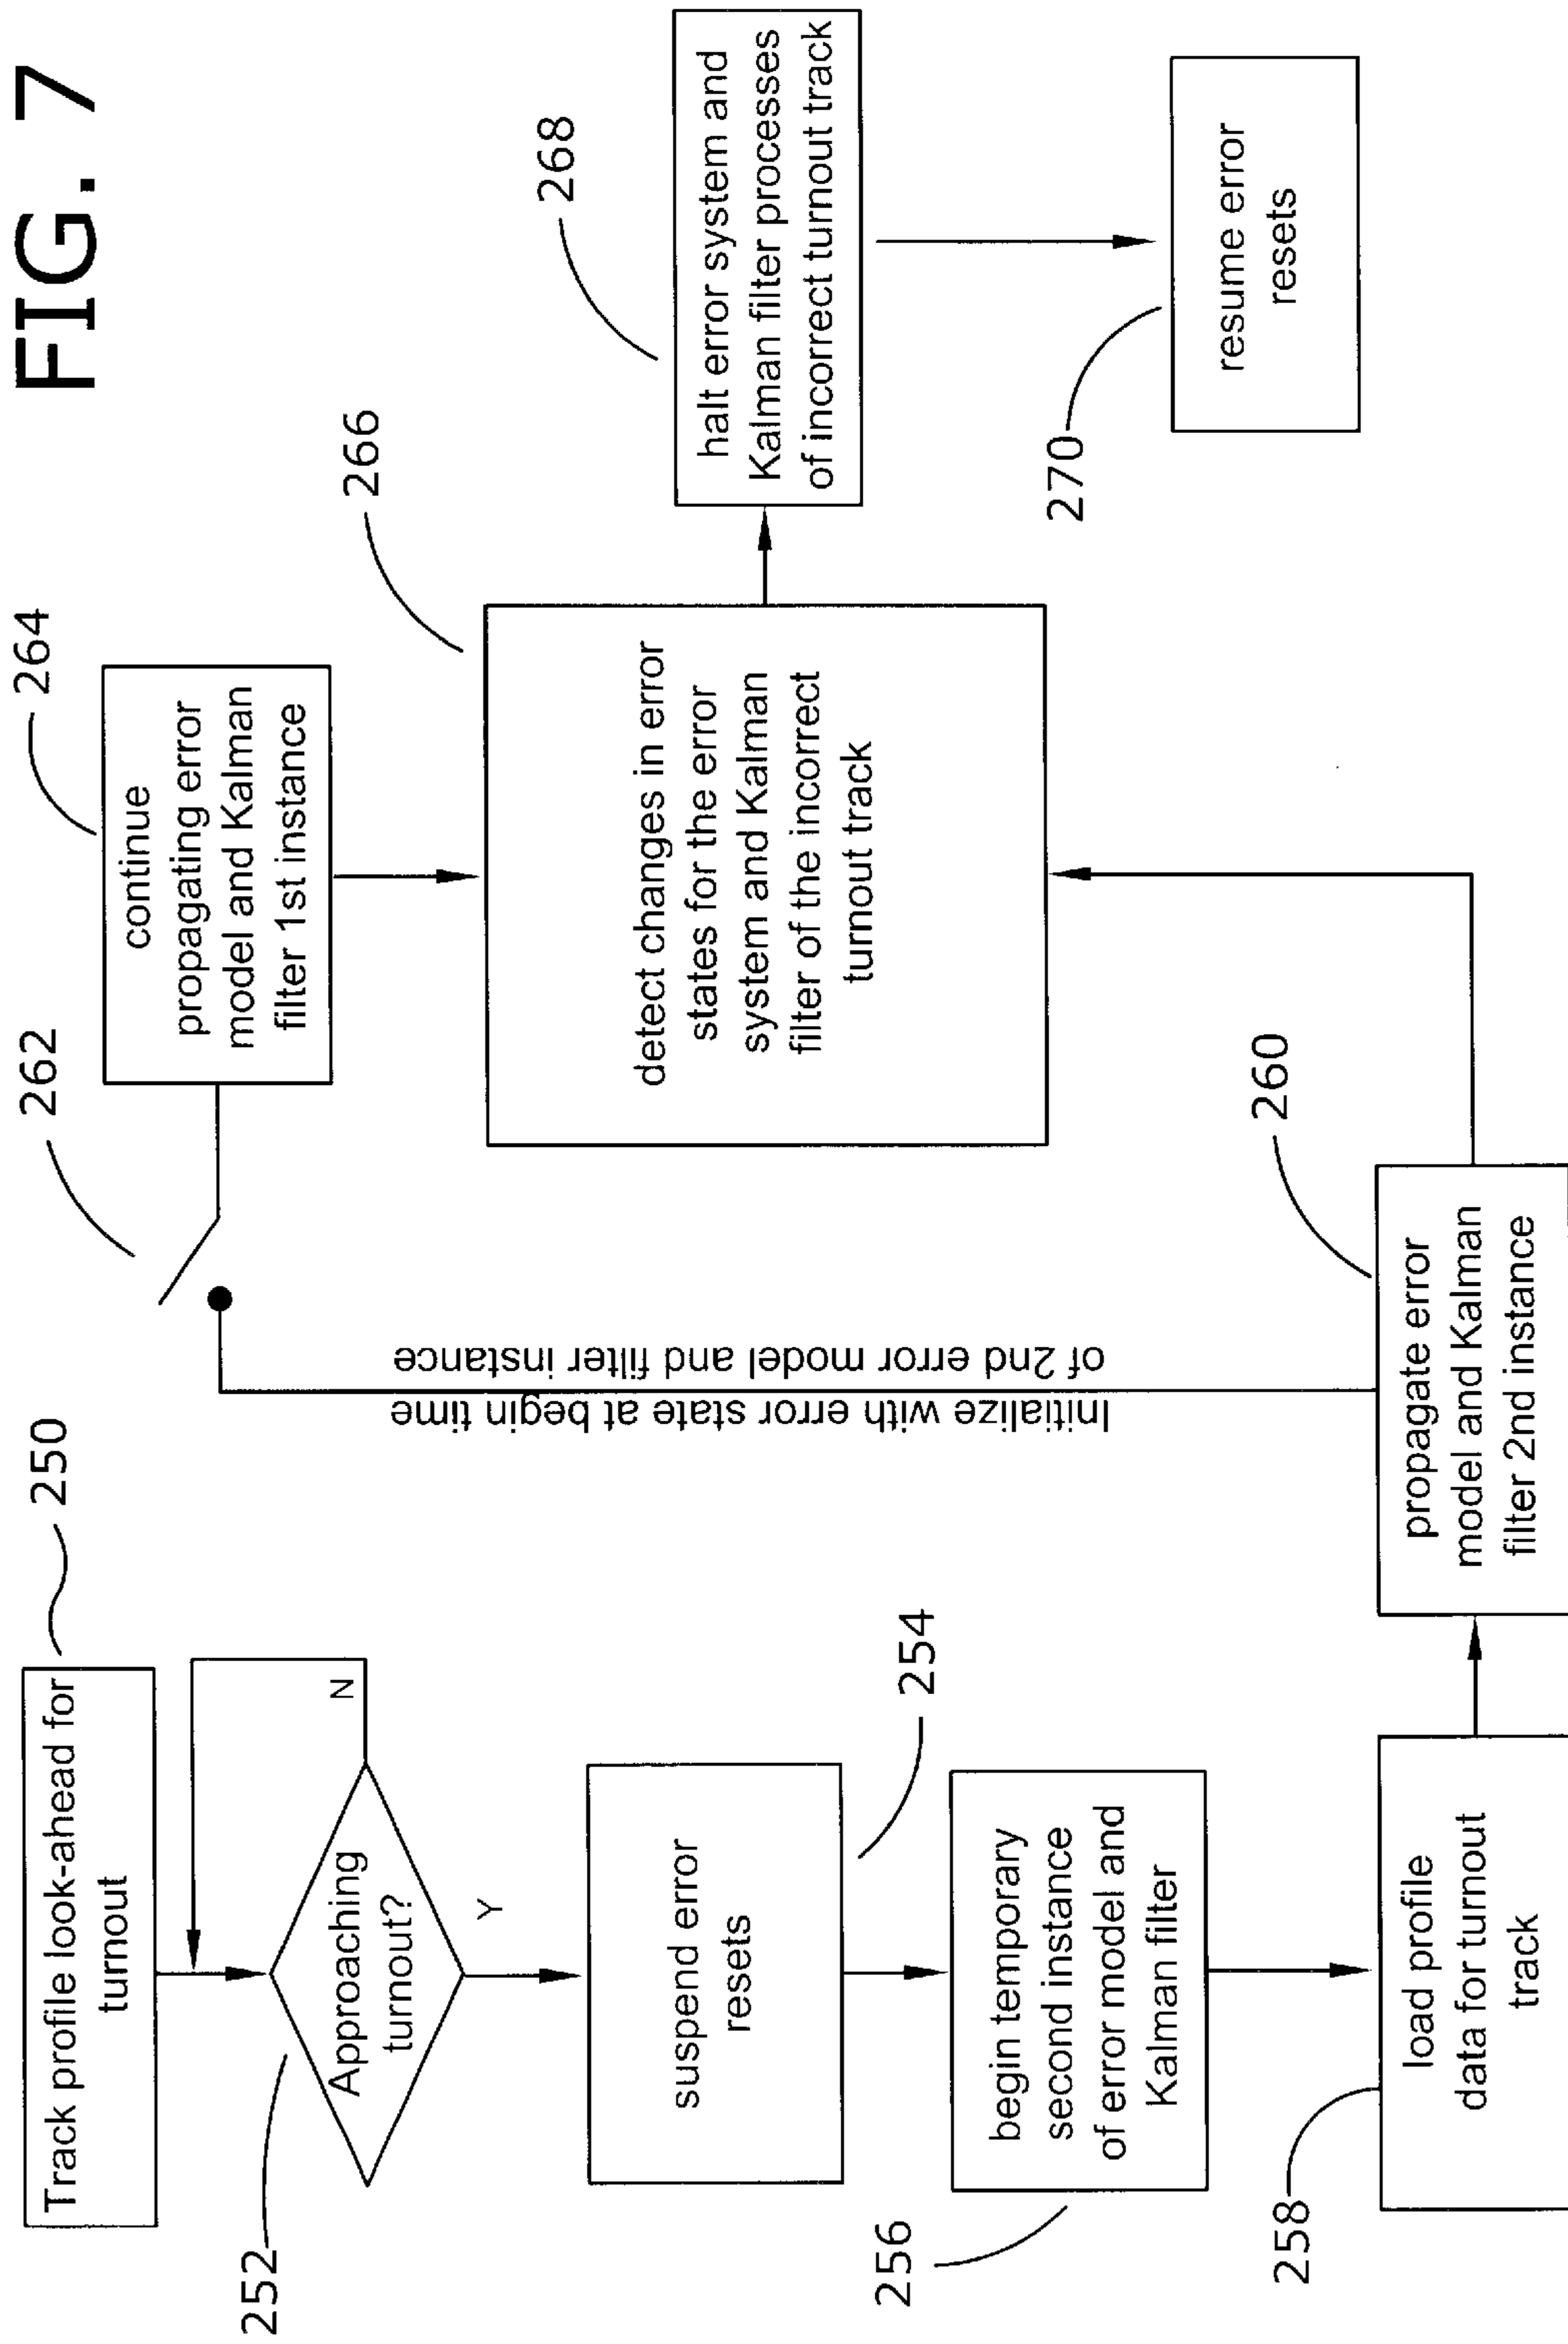 FIG. 7
250
Track profile look-ahead for
turnout
252
Approaching
turnout?
N
Y
254
suspend error
resets
256
begin temporary
second instance
of error model and
Kalman filter
258
load profile
data for turnout
track
260
propagate error
model and Kalman
filter 2nd instance
Initialize with error state at begin time
of 2nd error model and filter instance
262
264
continue
propagating error
model and Kalman
filter 1st instance
266
detect changes in error
states for the error
system and Kalman
filter of the incorrect
turnout track
268
halt error system and
Kalman filter processes
of incorrect turnout track
270
resume error
resets